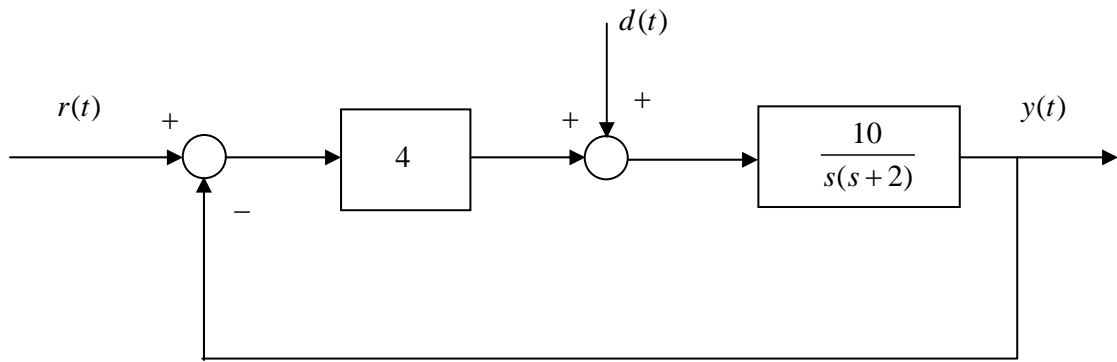 d(t)
r(t)
y(t)
+
+
+
4
10
s(s+2)
−